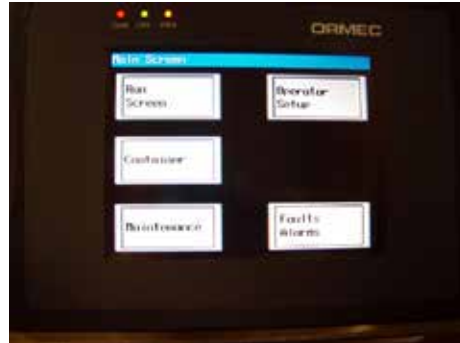 ORMEC
Main Screen
Run
Screen
Operator
Setup
Container
Maintenance
Faults
Alarms